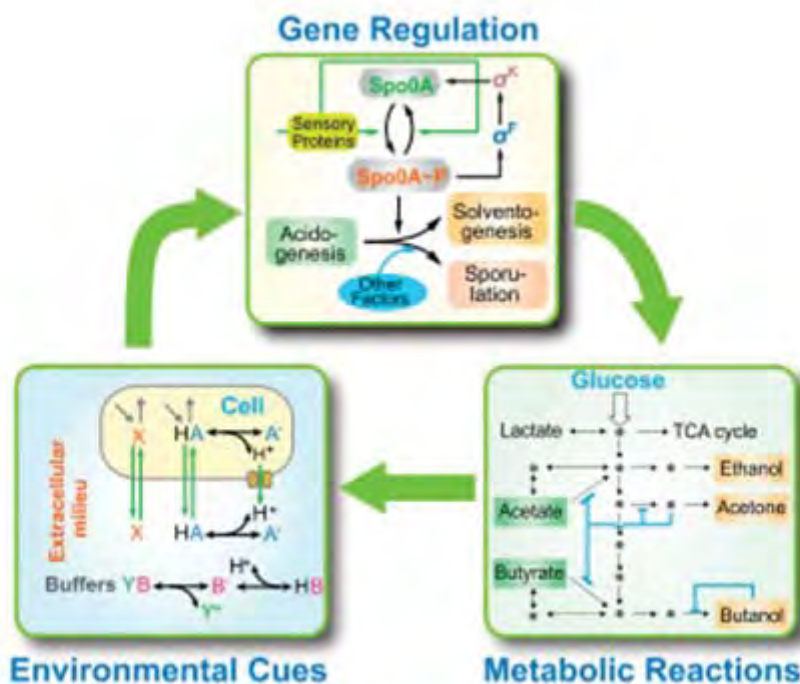 Gene Regulation
Spo0A
σK
Sensory
Proteins
σF
Spo0A~P
Acido-
genesis
Solvento-
genesis
Other
Factors
Sporu-
lation
Extracellular
milieu
Cell
X
HA
A-
H+
X
HA
H+
A-
Buffers
YB
B-
H+
HB
Y+
Environmental Cues
Glucose
Lactate
TCA cycle
Ethanol
Acetate
Acetone
Butyrate
Butanol
Metabolic Reactions